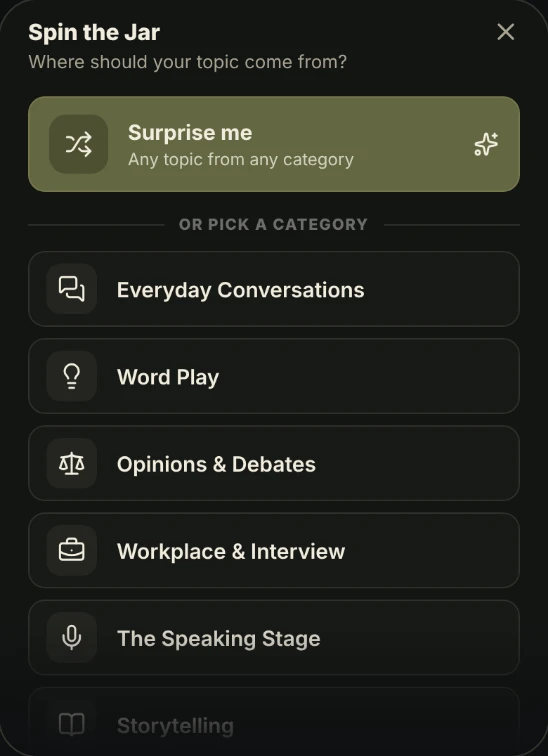 Spin the Jar
Where should your topic come from?
Surprise me
Any topic from any category
OR PICK A CATEGORY
Everyday Conversations
Word Play
Opinions & Debates
Workplace & Interview
The Speaking Stage
Storytelling